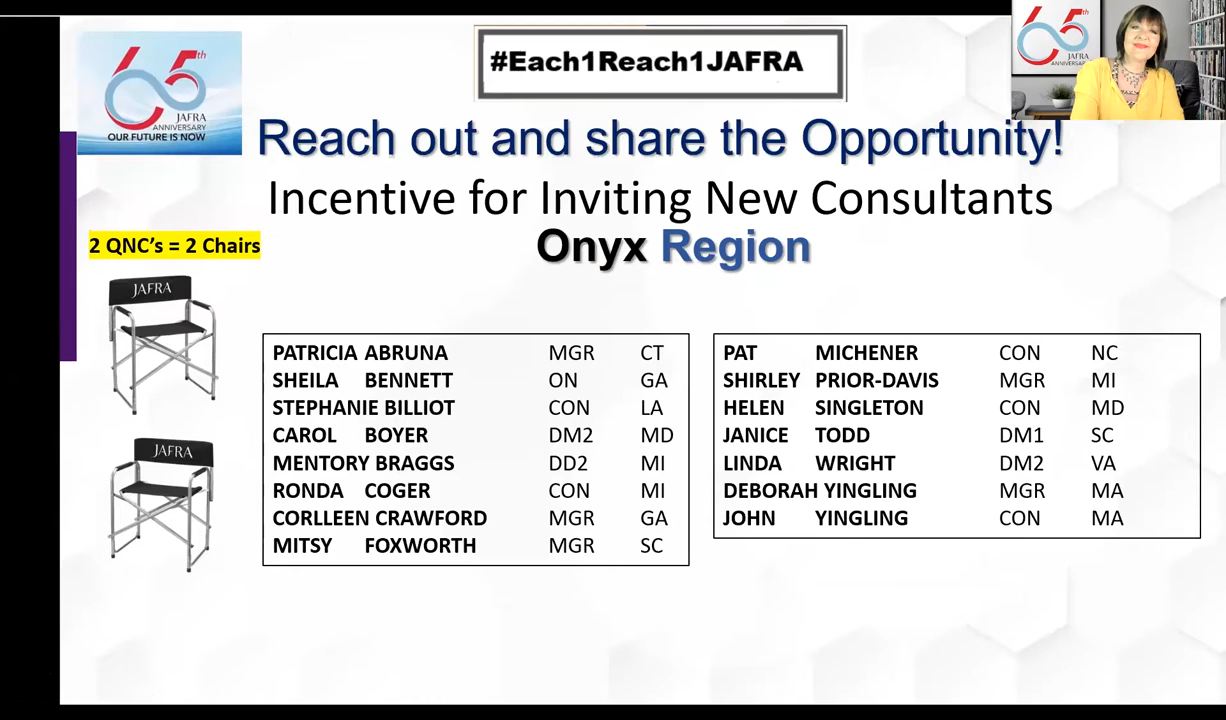 65th
JAFRA
ANNIVERSARY
OUR FUTURE IS NOW
#Each1Reach1JAFRA
65th
JAFRA
ANNIVERSARY
Reach out and share the Opportunity!
Incentive for Inviting New Consultants
Onyx Region
2 QNC's = 2 Chairs
JAFRA
JAFRA
PATRICIA ABRUNA MGR CT
SHEILA BENNETT ON GA
STEPHANIE BILLIOT CON LA
CAROL BOYER DM2 MD
MENTORY BRAGGS DD2 MI
RONDA COGER CON MI
CORLLEEN CRAWFORD MGR GA
MITSY FOXWORTH MGR SC
PAT MICHENER CON NC
SHIRLEY PRIOR-DAVIS MGR MI
HELEN SINGLETON CON MD
JANICE TODD DM1 SC
LINDA WRIGHT DM2 VA
DEBORAH YINGLING MGR MA
JOHN YINGLING CON MA